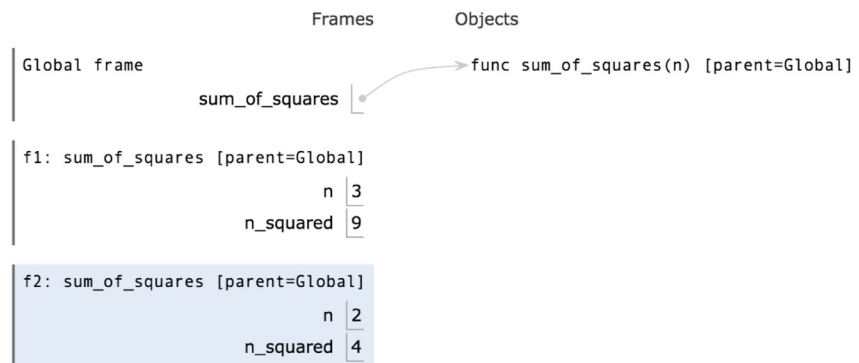 Frames Objects
Global frame func sum_of_squares(n) [parent=Global]
sum_of_squares
f1: sum_of_squares [parent=Global]
n 3
n_squared 9
f2: sum_of_squares [parent=Global]
n 2
n_squared 4